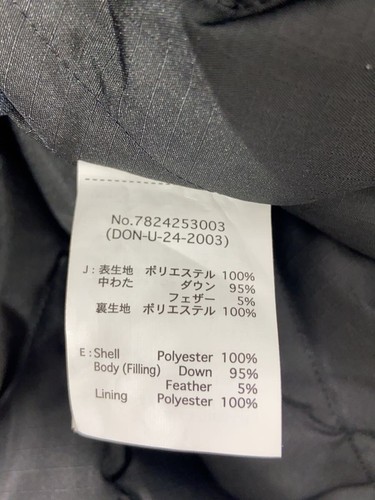 No.7824253003
(DON-U-24-2003)
J : 表生地 ポリエステル 100%
中わた ダウン 95%
フェザー 5%
裏生地 ポリエステル 100%
E : Shell Polyester 100%
Body (Filling) Down 95%
Feather 5%
Lining Polyester 100%